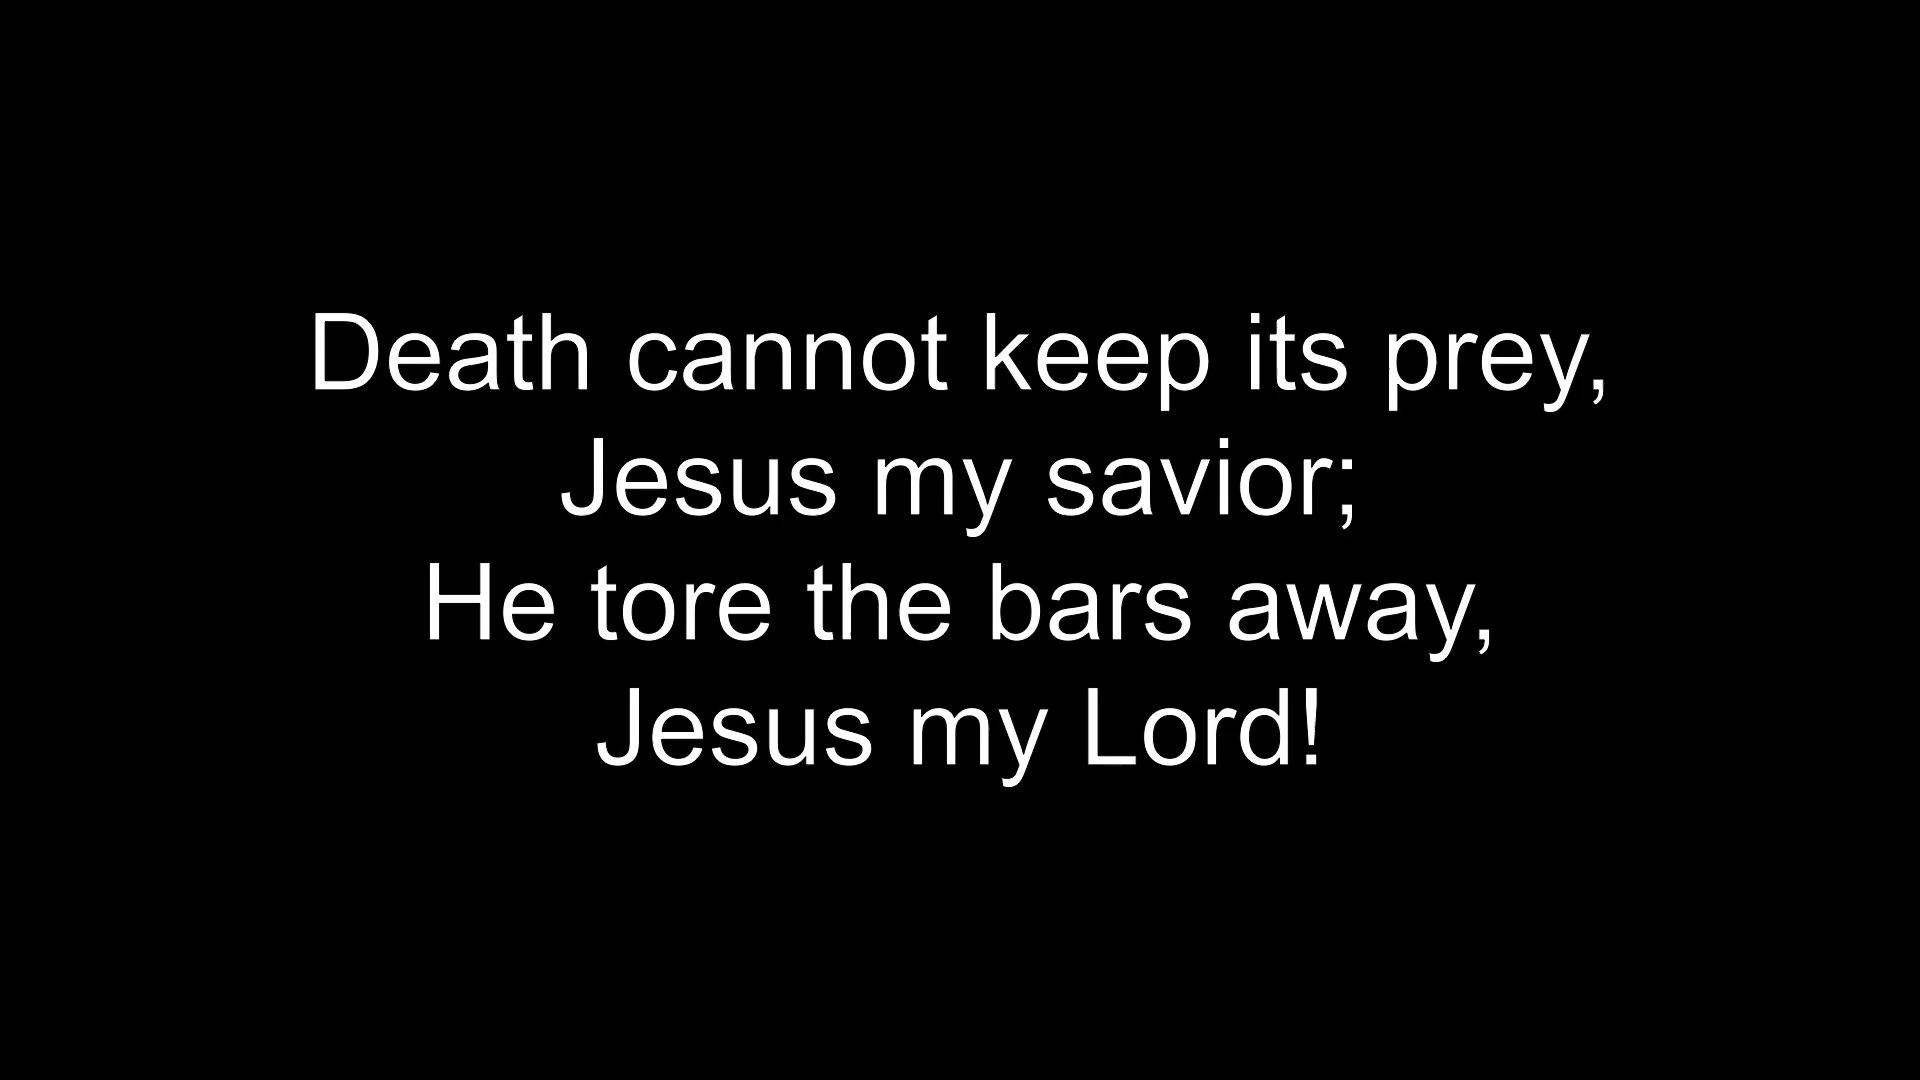 Death cannot keep its prey,
Jesus my savior;
He tore the bars away,
Jesus my Lord!